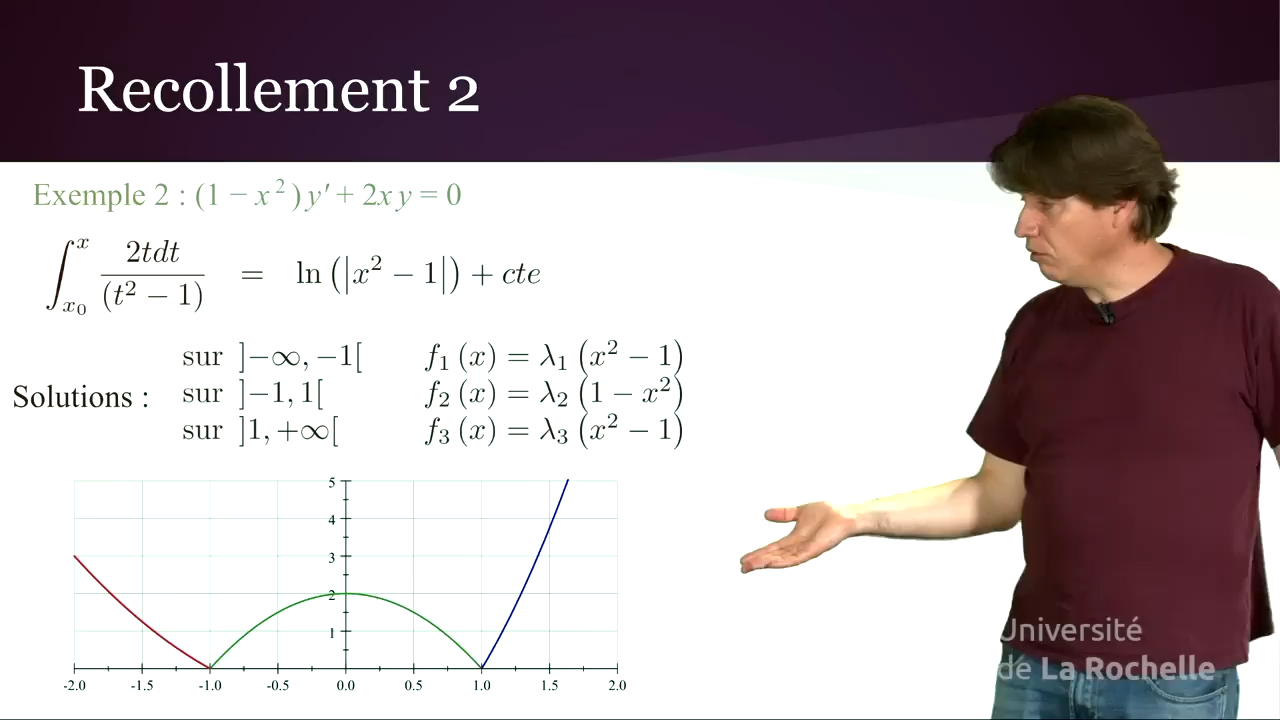 Recollement 2
Exemple 2 : (1 − x²)y′ + 2xy = 0
∫_{x₀}^{x} 2tdt / (t² − 1) = ln (|x² − 1|) + cte
Solutions :
sur ]−∞, −1[ f₁ (x) = λ₁ (x² − 1)
sur ]−1, 1[ f₂ (x) = λ₂ (1 − x²)
sur ]1, +∞[ f₃ (x) = λ₃ (x² − 1)
5
4
3
2
1
-2.0 -1.5 -1.0 -0.5 0.0 0.5 1.0 1.5 2.0
Université
de La Rochelle